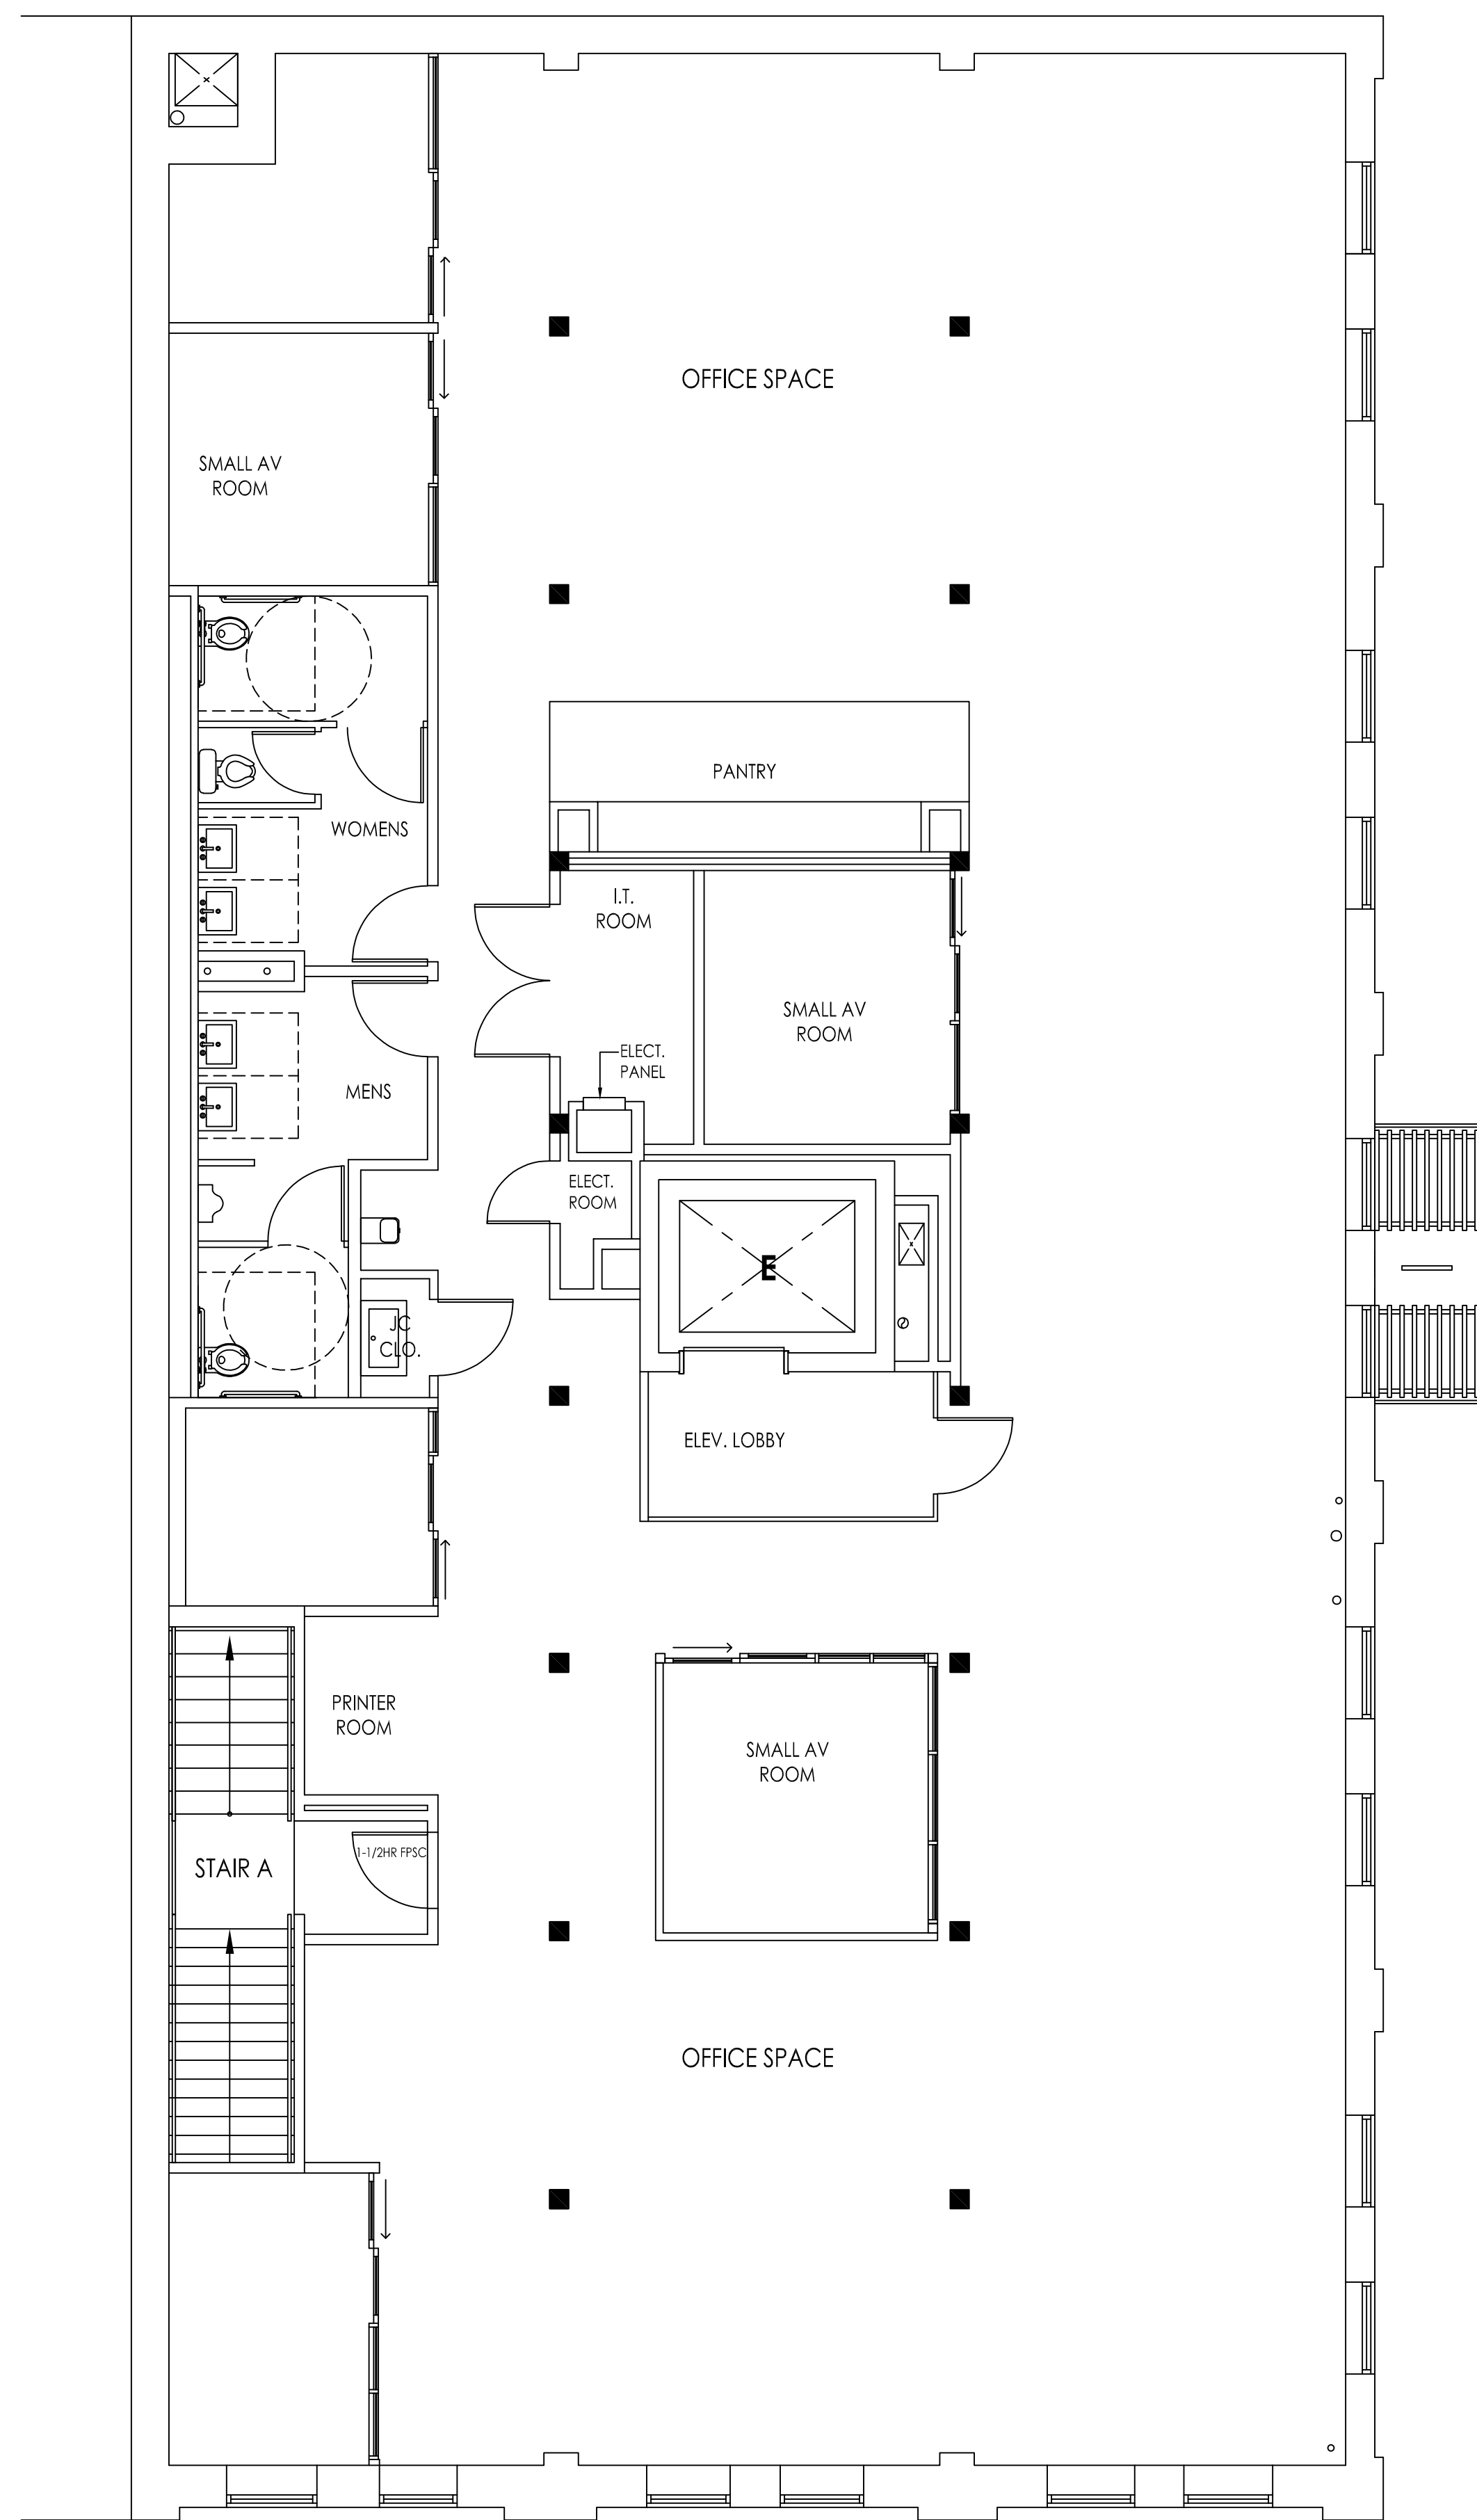 OFFICE SPACE
SMALL AV
ROOM
PANTRY
WOMENS
I.T.
ROOM
SMALL AV
ROOM
ELECT.
PANEL
MENS
ELECT.
ROOM
E
JC
CLO.
ELEV. LOBBY
PRINTER
ROOM
SMALL AV
ROOM
1-1/2HR FPSC
STAIR A
OFFICE SPACE